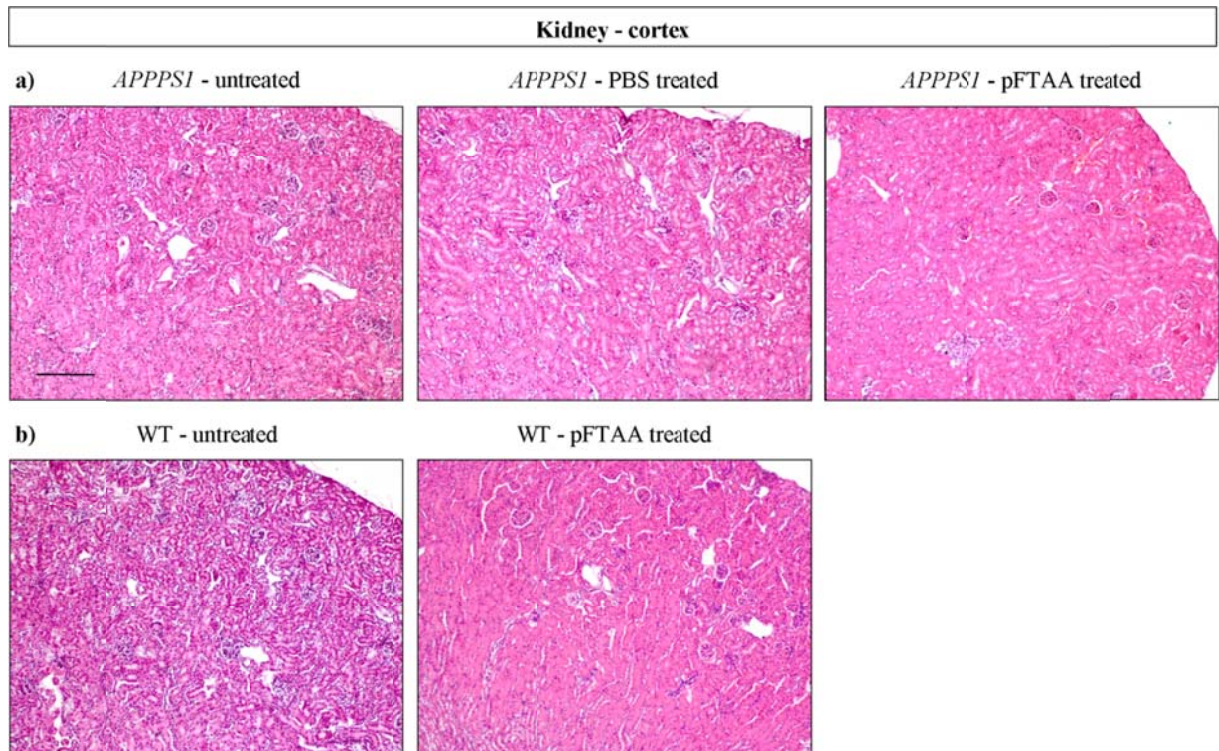 Kidney - cortex
a)
APPPS1 - untreated
APPPS1 - PBS treated
APPPS1 - pFTAA treated
b)
WT - untreated
WT - pFTAA treated